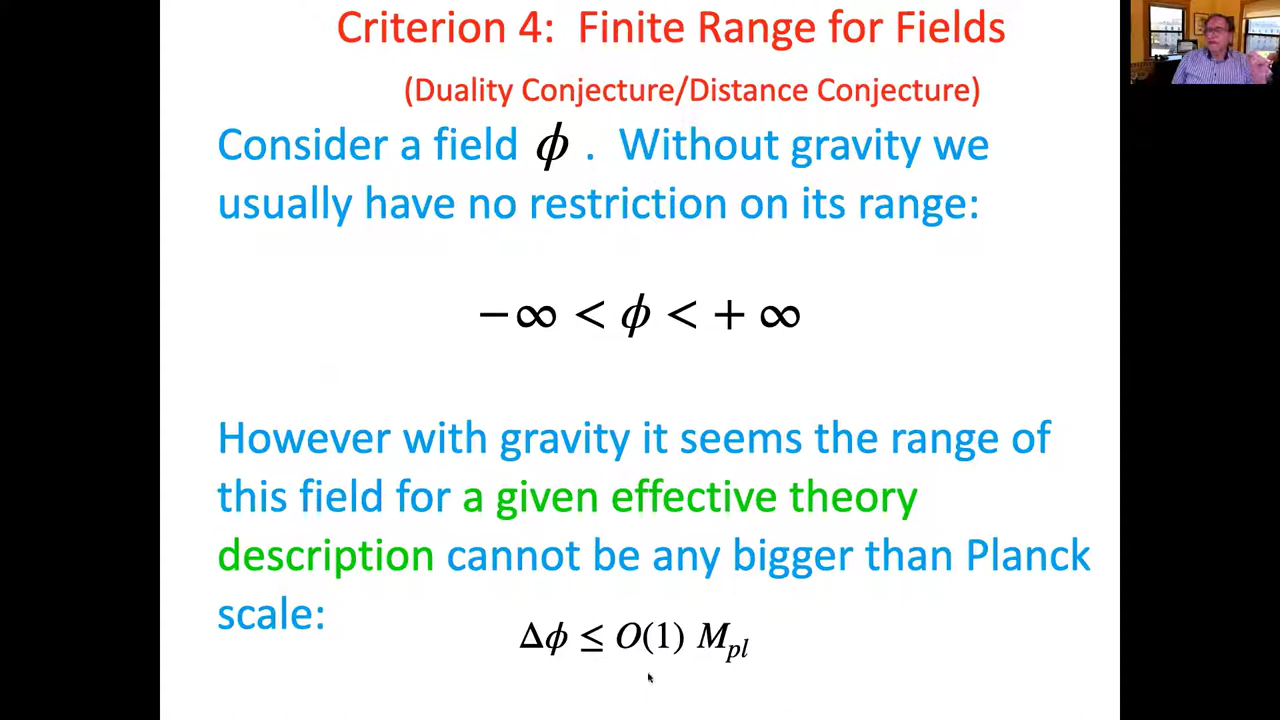 Criterion 4: Finite Range for Fields
(Duality Conjecture/Distance Conjecture)
Consider a field ϕ . Without gravity we
usually have no restriction on its range:
−∞ < ϕ < + ∞
However with gravity it seems the range of
this field for a given effective theory
description cannot be any bigger than Planck
scale:
Δϕ ≤ O(1) M_{pl}